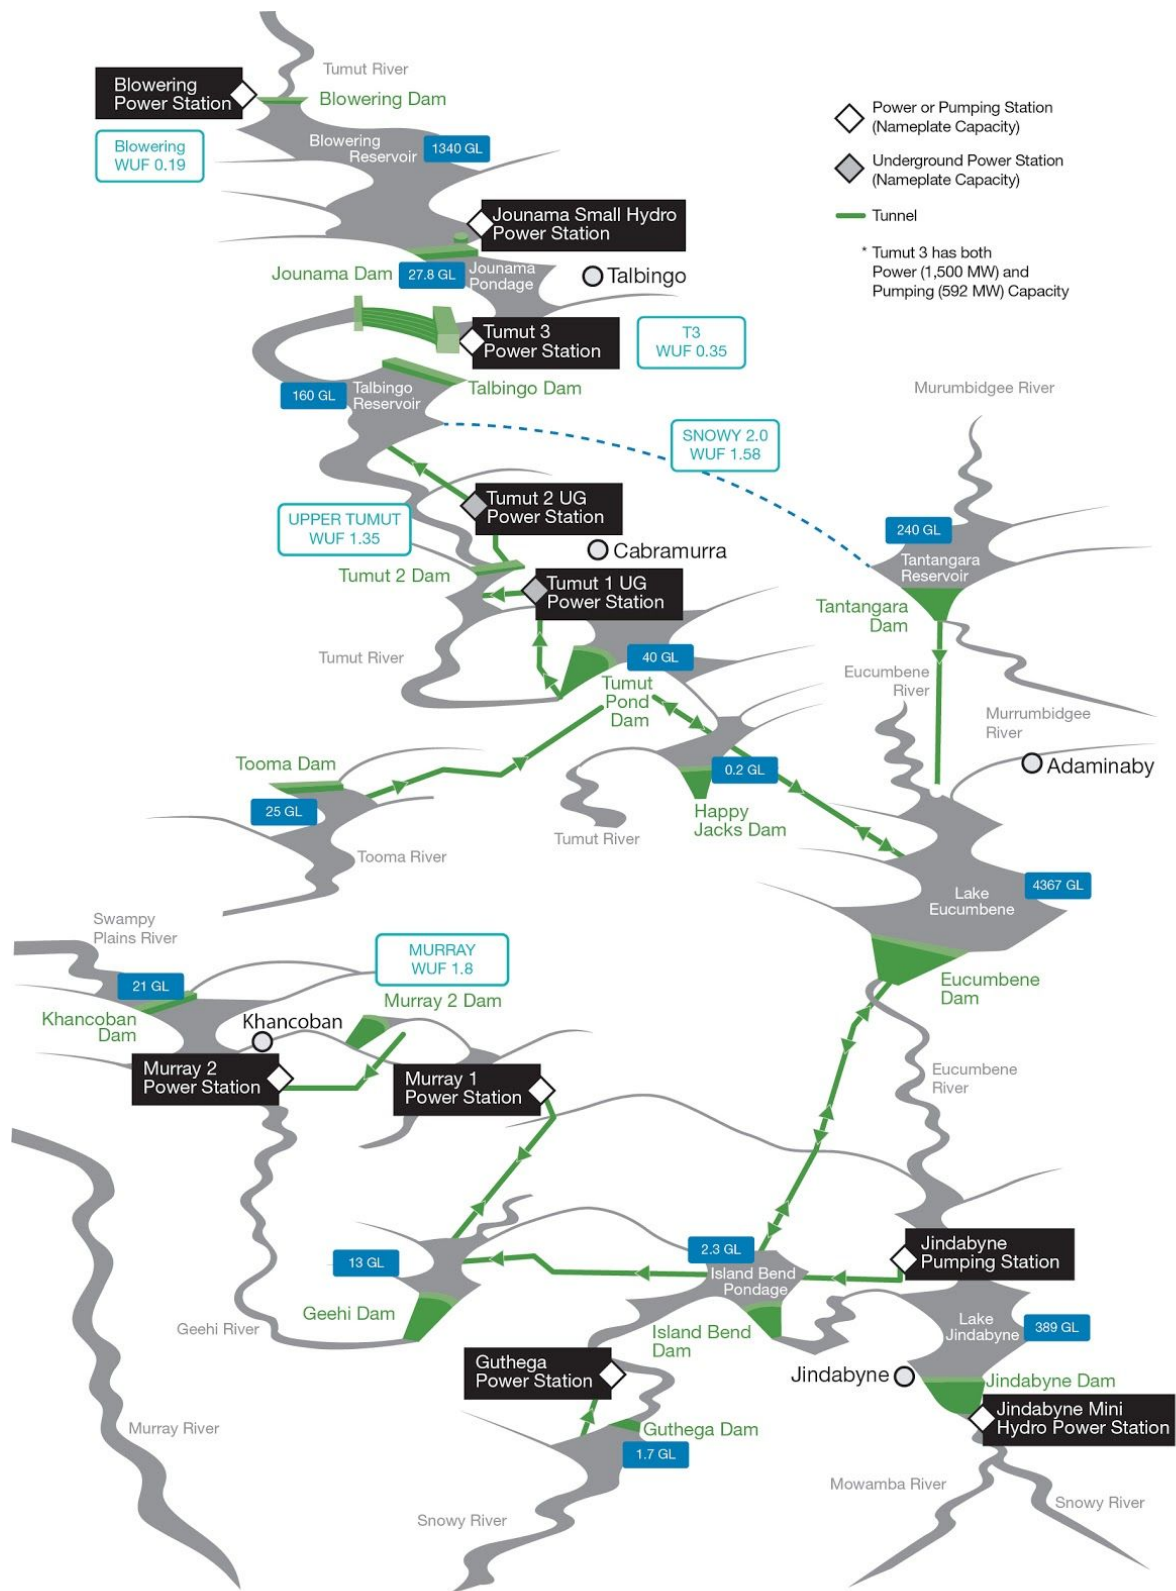 Tumut River
Blowering
Power Station
Blowering Dam
Blowering
WUF 0.19
Blowering
Reservoir
1340 GL
Power or Pumping Station
(Nameplate Capacity)
Underground Power Station
(Nameplate Capacity)
Tunnel
* Tumut 3 has both
Power (1,500 MW) and
Pumping (592 MW) Capacity
Jounama Small Hydro
Power Station
Jounama Dam
27.8 GL
Jounama
Pondage
Talbingo
Tumut 3
Power Station
T3
WUF 0.35
160 GL
Talbingo
Reservoir
Talbingo Dam
Murumbidgee River
SNOWY 2.0
WUF 1.58
Tumut 2 UG
Power Station
UPPER TUMUT
WUF 1.35
240 GL
Tantangara
Reservoir
Cabramurra
Tumut 2 Dam
Tumut 1 UG
Power Station
Tantangara
Dam
Tumut River
40 GL
Tumut
Pond
Dam
Eucumbene
River
Murrumbidgee
River
Adaminaby
Tooma Dam
25 GL
0.2 GL
Happy
Jacks Dam
Tumut River
Tooma River
Lake
Eucumbene
4367 GL
Swampy
Plains River
MURRAY
WUF 1.8
21 GL
Murray 2 Dam
Eucumbene
Dam
Khancoban
Dam
Khancoban
Murray 2
Power Station
Murray 1
Power Station
Eucumbene
River
2.3 GL
Island Bend
Pondage
Jindabyne
Pumping Station
13 GL
Geehi Dam
Geehi River
Island Bend
Dam
Lake
Jindabyne
389 GL
Guthega
Power Station
Jindabyne
Jindabyne Dam
Jindabyne Mini
Hydro Power Station
Guthega Dam
1.7 GL
Murray River
Mowamba River
Snowy River
Snowy River